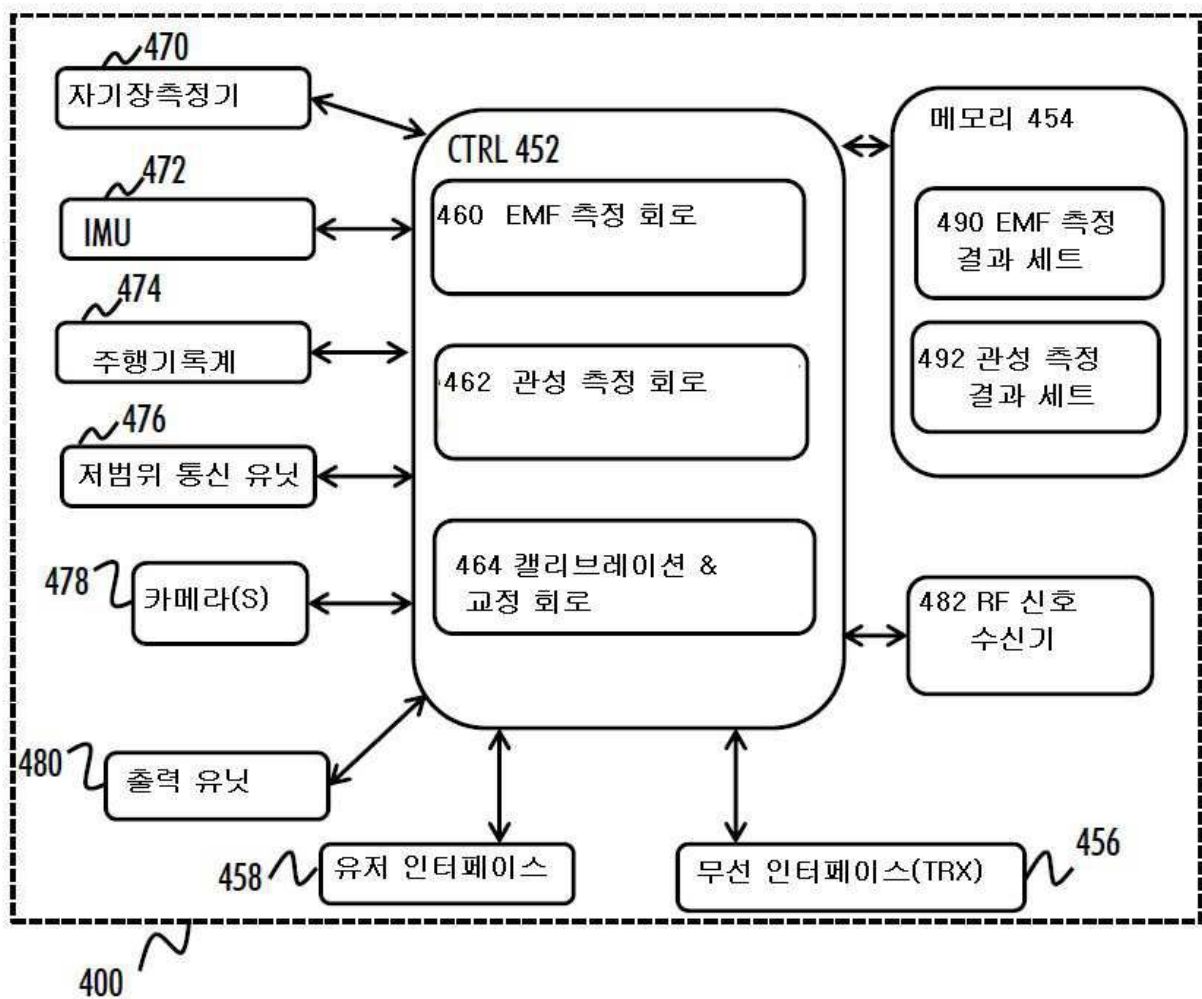 470
자기장측정기
472
IMU
474
주행기록계
476
저범위 통신 유닛
478
카메라(S)
480
출력 유닛
CTRL 452
460 EMF 측정 회로
462 관성 측정 회로
464 캘리브레이션 &
교정 회로
메모리 454
490 EMF 측정
결과 세트
492 관성 측정
결과 세트
482 RF 신호
수신기
458
유저 인터페이스
무선 인터페이스(TRX)
456
400